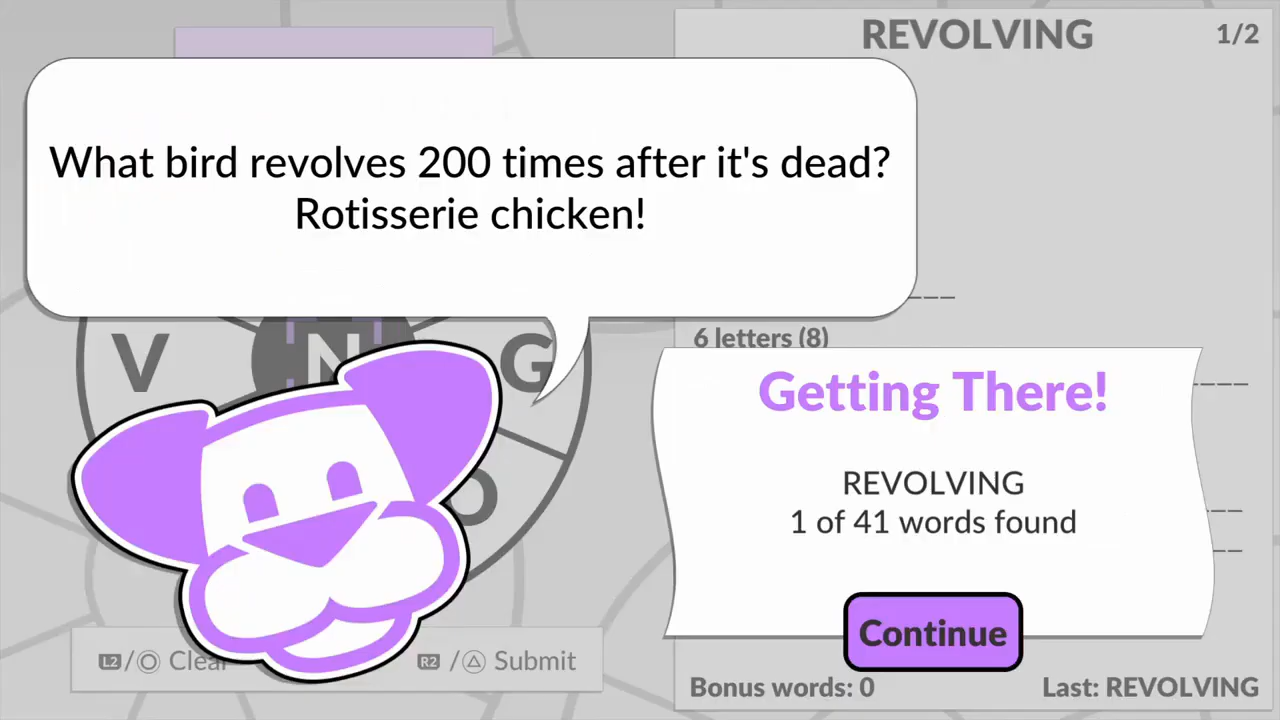 REVOLVING
1/2
What bird revolves 200 times after it's dead?
Rotisserie chicken!
V
N
G
O
6 letters (8)
Getting There!
REVOLVING
1 of 41 words found
Continue
L2/ Clear
R2 / Submit
Bonus words: 0
Last: REVOLVING